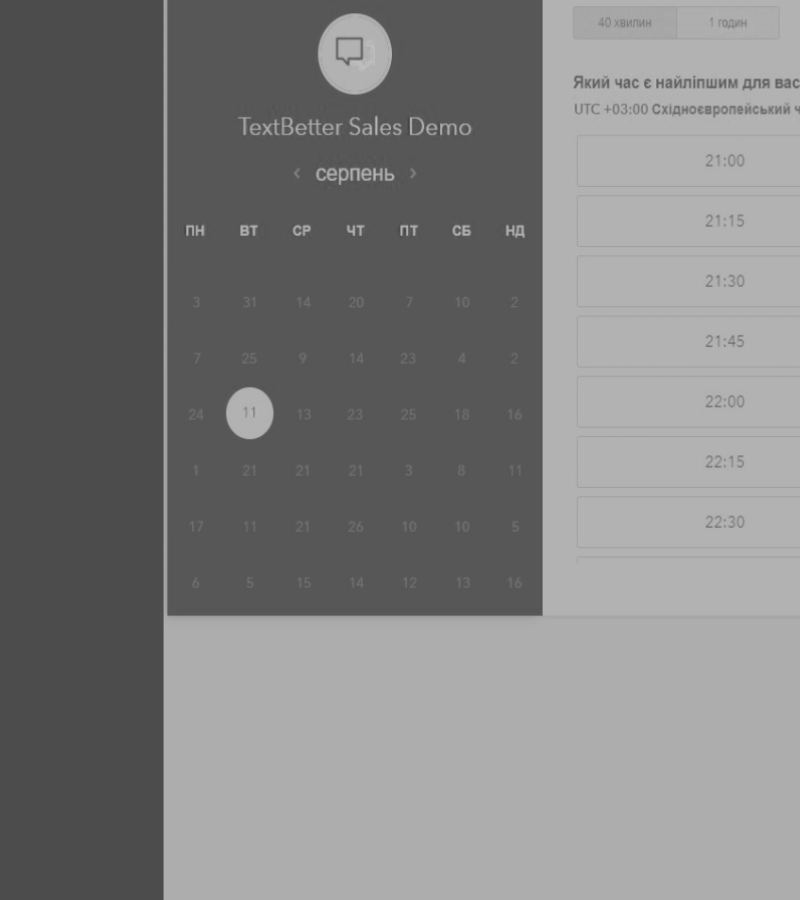 TextBetter Sales Demo
серпень
ПН ВТ СР ЧТ ПТ СБ НД
3 31 14 20 7 10 2
7 25 9 14 23 4 2
24 11 13 23 25 18 16
1 21 21 21 3 8 11
17 11 21 26 10 10 5
6 5 15 14 12 13 16
40 хвилин 1 годин
Який час є найліпшим для вас
UTC +03:00 Східноєвропейський ч
21:00
21:15
21:30
21:45
22:00
22:15
22:30